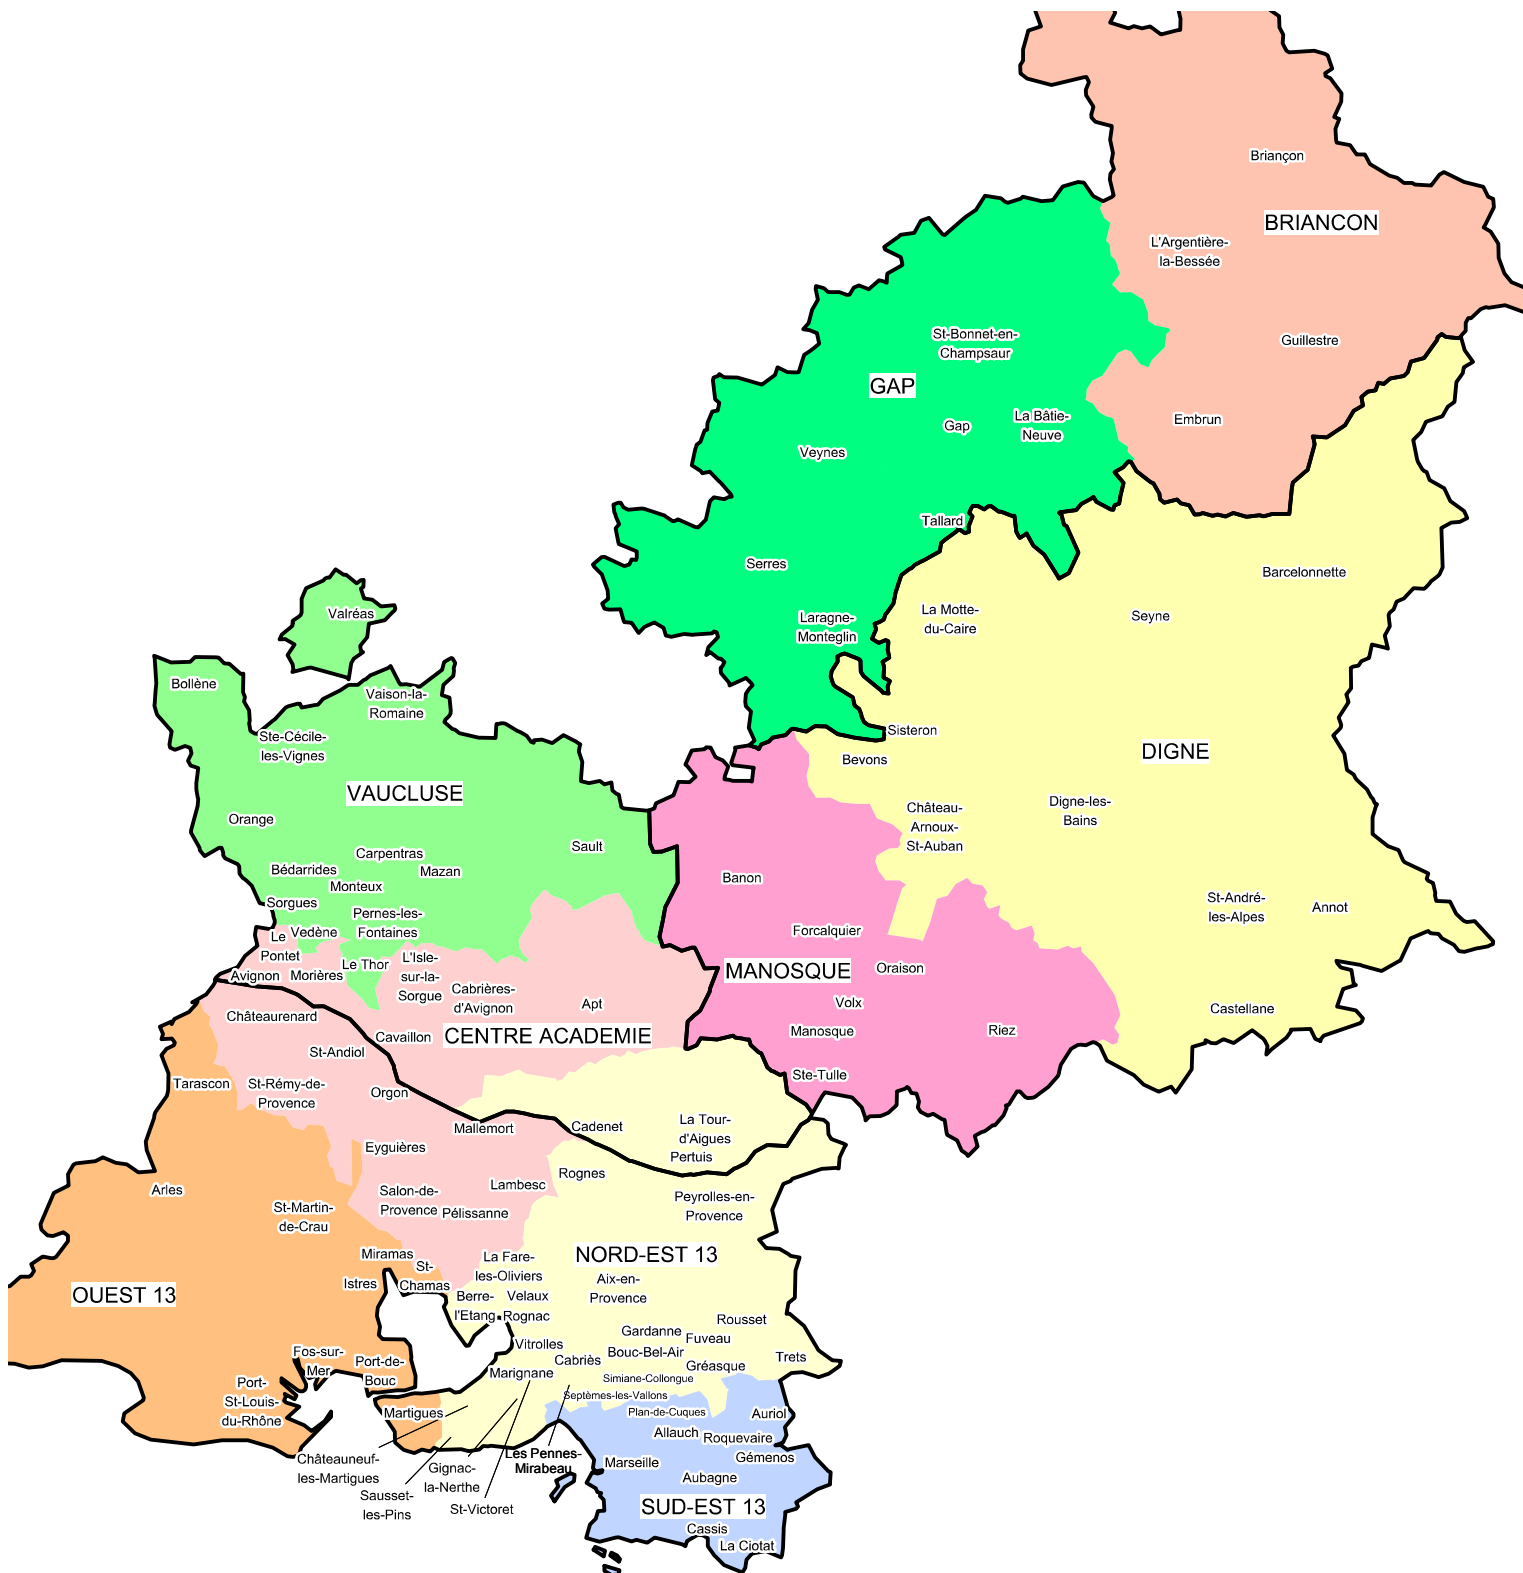 Briançon
BRIANCON
L'Argentière-
la-Bessée
St-Bonnet-en-
Champsaur
Guillestre
GAP
La Bâtie-
Neuve
Gap
Embrun
Veynes
Tallard
Serres
Barcelonnette
La Motte-
du-Caire
Seyne
Laragne-
Monteglin
Valréas
Bollène
Vaison-la-
Romaine
Ste-Cécile-
les-Vignes
Sisteron
Bevons
DIGNE
VAUCLUSE
Digne-les-
Bains
Château-
Arnoux-
St-Auban
Orange
Sault
Carpentras
Bédarrides
Mazan
Monteux
Banon
Sorgues
St-André-
les-Alpes
Annot
Pernes-les-
Fontaines
Vedène
Le
Pontet
Forcalquier
L'Isle-
sur-la-
Sorgue
Le Thor
Avignon
Morières
MANOSQUE
Oraison
Cabrières-
d'Avignon
Apt
Volx
Castellane
Châteaurenard
Cavaillon
CENTRE ACADEMIE
Manosque
Riez
St-Andiol
Ste-Tulle
Tarascon
St-Rémy-de-
Provence
Orgon
Mallemort
Cadenet
La Tour-
d'Aigues
Eyguières
Pertuis
Rognes
Arles
Lambesc
Salon-de-
Provence
Pélissanne
Peyrolles-en-
Provence
St-Martin-
de-Crau
Miramas
St-
Chamas
La Fare-
les-Oliviers
NORD-EST 13
Istres
OUEST 13
Aix-en-
Provence
Berre-
l'Etang
Velaux
Rognac
Rousset
Gardanne
Fuveau
Vitrolles
Bouc-Bel-Air
Cabriès
Gréasque
Trets
Fos-sur-
Mer
Port-de-
Bouc
Marignane
Simiane-Collongue
Septèmes-les-Vallons
Port-
St-Louis-
du-Rhône
Martigues
Plan-de-Cuques
Auriol
Allauch
Roquevaire
Châteauneuf-
les-Martigues
Les Pennes-
Mirabeau
Gignac-
la-Nerthe
Marseille
Gémenos
Aubagne
Sausset-
les-Pins
St-Victoret
SUD-EST 13
Cassis
La Ciotat